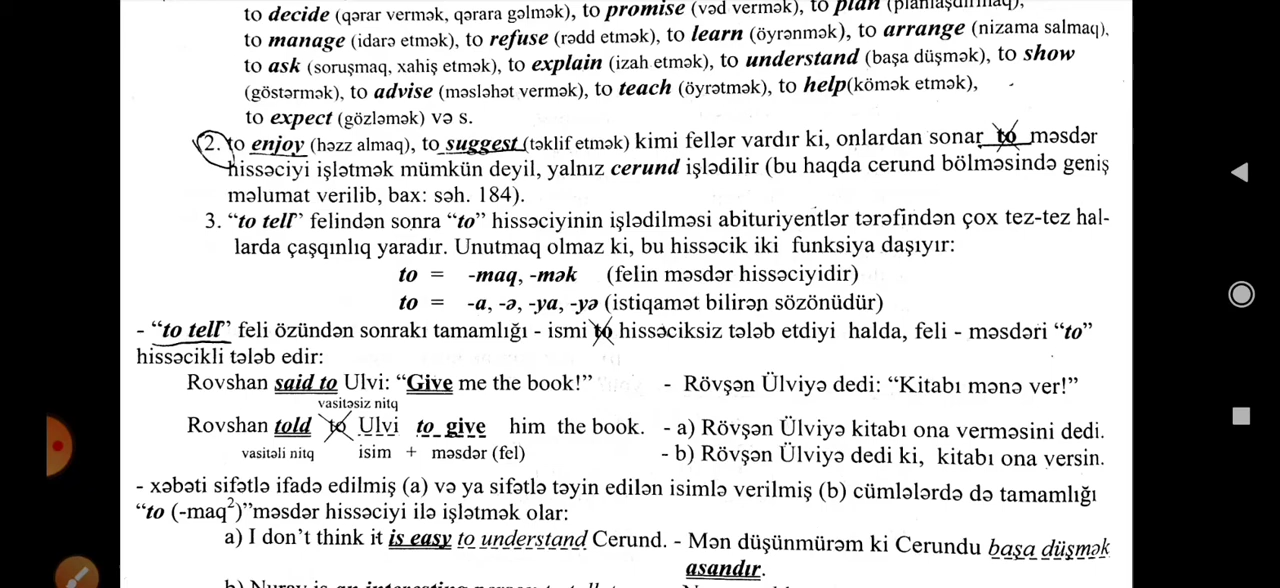 to decide (qərar vermək, qərara gəlmək), to promise (vəd vermək), to plan (planlaşdırmaq),
to manage (idarə etmək), to refuse (rədd etmək), to learn (öyrənmək), to arrange (nizama salmaq),
to ask (soruşmaq, xahiş etmək), to explain (izah etmək), to understand (başa düşmək), to show
(göstərmək), to advise (məsləhət vermək), to teach (öyrətmək), to help(kömək etmək),
to expect (gözləmək) və s.
2. to enjoy (həzz almaq), to suggest (təklif etmək) kimi fellər vardır ki, onlardan sonar to məsdər
hissəciyi işlətmək mümkün deyil, yalnız cerund işlədilir (bu haqda cerund bölməsində geniş
məlumat verilib, bax: səh. 184).
3. “to tell” felindən sonra “to” hissəciyinin işlədilməsi abituriyentlər tərəfindən çox tez-tez hal-
larda çaşqınlıq yaradır. Unutmaq olmaz ki, bu hissəcik iki funksiya daşıyır:
to = -maq, -mək (felin məsdər hissəciyidir)
to = -a, -ə, -ya, -yə (istiqamət bilirən sözönüdür)
- “to tell” feli özündən sonrakı tamamlığı - ismi to hissəciksiz tələb etdiyi halda, feli - məsdəri “to”
hissəcikli tələb edir:
Rovshan said to Ulvi: “Give me the book!” - Rövşən Ülviyə dedi: “Kitabı mənə ver!”
vasitəsiz nitq
Rovshan told to Ulvi to give him the book. - a) Rövşən Ülviyə kitabı ona verməsini dedi.
vasitəli nitq isim + məsdər (fel) - b) Rövşən Ülviyə dedi ki, kitabı ona versin.
- xəbəti sifətlə ifadə edilmiş (a) və ya sifətlə təyin edilən isimlə verilmiş (b) cümlələrdə də tamamlığı
“to (-maq²)”məsdər hissəciyi ilə işlətmək olar:
a) I don’t think it is easy to understand Cerund. - Mən düşünmürəm ki Cerundu başa düşmək
asandır.